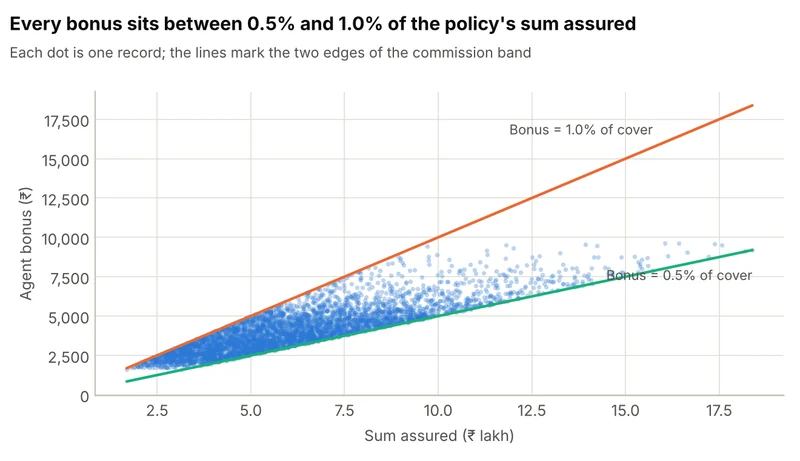 Every bonus sits between 0.5% and 1.0% of the policy's sum assured
Each dot is one record; the lines mark the two edges of the commission band
17,500
15,000
12,500
10,000
7,500
5,000
2,500
0
Agent bonus (₹)
Bonus = 1.0% of cover
Bonus = 0.5% of cover
2.5 5.0 7.5 10.0 12.5 15.0 17.5
Sum assured (₹ lakh)